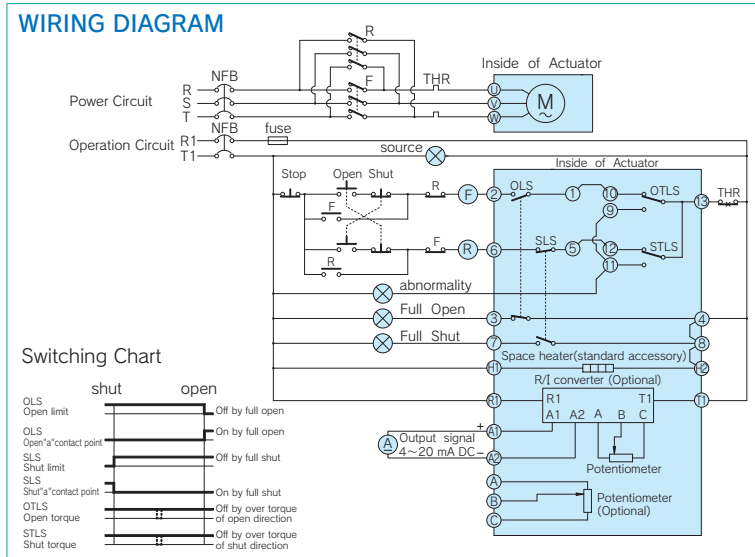 WIRING DIAGRAM
R
NFB
F
THR
Inside of Actuator
Power Circuit
R
S
T
U
V
W
M
~
NFB
fuse
Operation Circuit
R1
T1
source
Inside of Actuator
Stop
Open
Shut
R
F
2
OLS
1
10
OTLS
13
THR
F
9
F
R
6
SLS
5
12
STLS
R
11
abnormality
Full Open
3
4
Full Shut
7
8
Space heater(standard accessory)
H1
H2
R/I converter (Optional)
R1
R1
T1
T1
A1
A2
A
B
C
+
A1
A
Output signal
4～20 mA DC
−
A2
Potentiometer
A
B
C
Potentiometer
(Optional)
Switching Chart
shut
open
OLS
Open limit
Off by full open
OLS
Open"a"contact point
On by full open
SLS
Shut limit
Off by full shut
SLS
Shut"a"contact point
On by full shut
OTLS
Open torque
Off by over torque
of open direction
STLS
Shut torque
Off by over torque
of shut direction